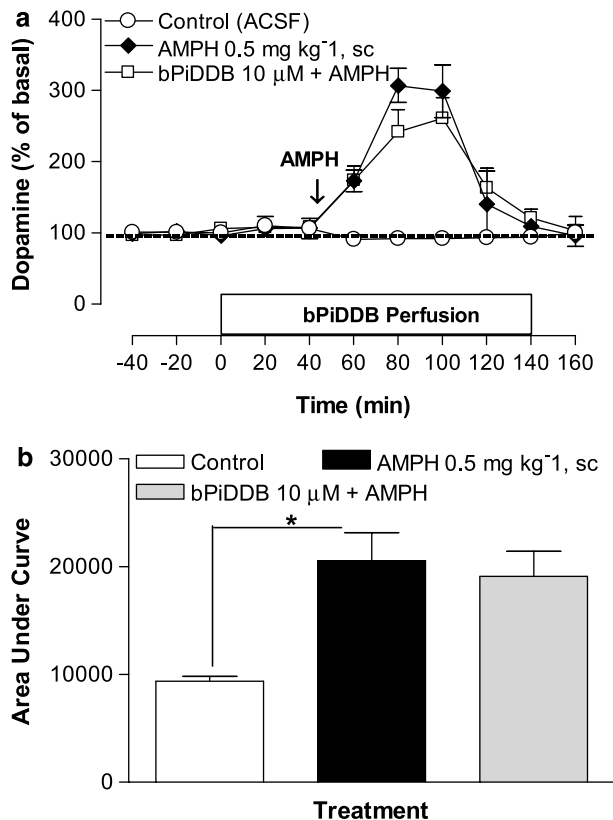 a
Control (ACSF)
AMPH 0.5 mg kg⁻¹, sc
bPiDDB 10 µM + AMPH
400
300
200
100
0
Dopamine (% of basal)
AMPH
bPiDDB Perfusion
-40 -20 0 20 40 60 80 100 120 140 160
Time (min)
b
Control
AMPH 0.5 mg kg⁻¹, sc
bPiDDB 10 µM + AMPH
*
30000
20000
10000
0
Area Under Curve
Treatment